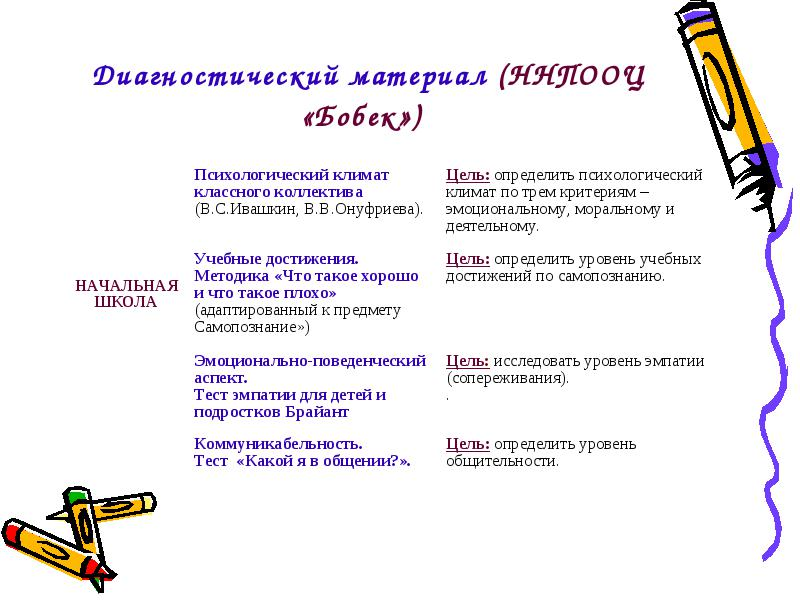 Диагностический материал (ННПООЦ
«Бобек»)
Психологический климат
классного коллектива
(В.С.Ивашкин, В.В.Онуфриева).
Цель: определить психологический
климат по трем критериям –
эмоциональному, моральному и
деятельному.
НАЧАЛЬНАЯ
ШКОЛА
Учебные достижения.
Методика «Что такое хорошо
и что такое плохо»
(адаптированный к предмету
Самопознание»)
Цель: определить уровень учебных
достижений по самопознанию.
Эмоционально-поведенческий
аспект.
Тест эмпатии для детей и
подростков Брайант
Цель: исследовать уровень эмпатии
(сопереживания).
.
Коммуникабельность.
Тест «Какой я в общении?».
Цель: определить уровень
общительности.